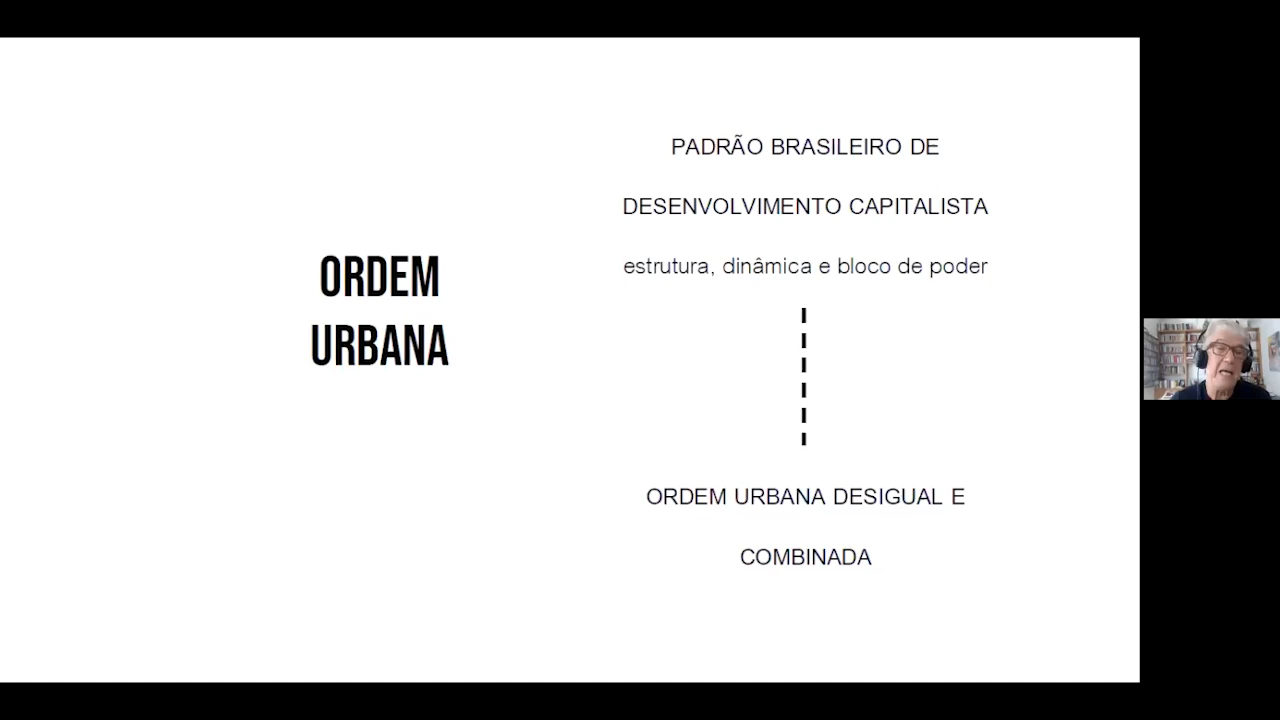 ORDEM
URBANA
PADRÃO BRASILEIRO DE
DESENVOLVIMENTO CAPITALISTA
estrutura, dinâmica e bloco de poder
ORDEM URBANA DESIGUAL E
COMBINADA